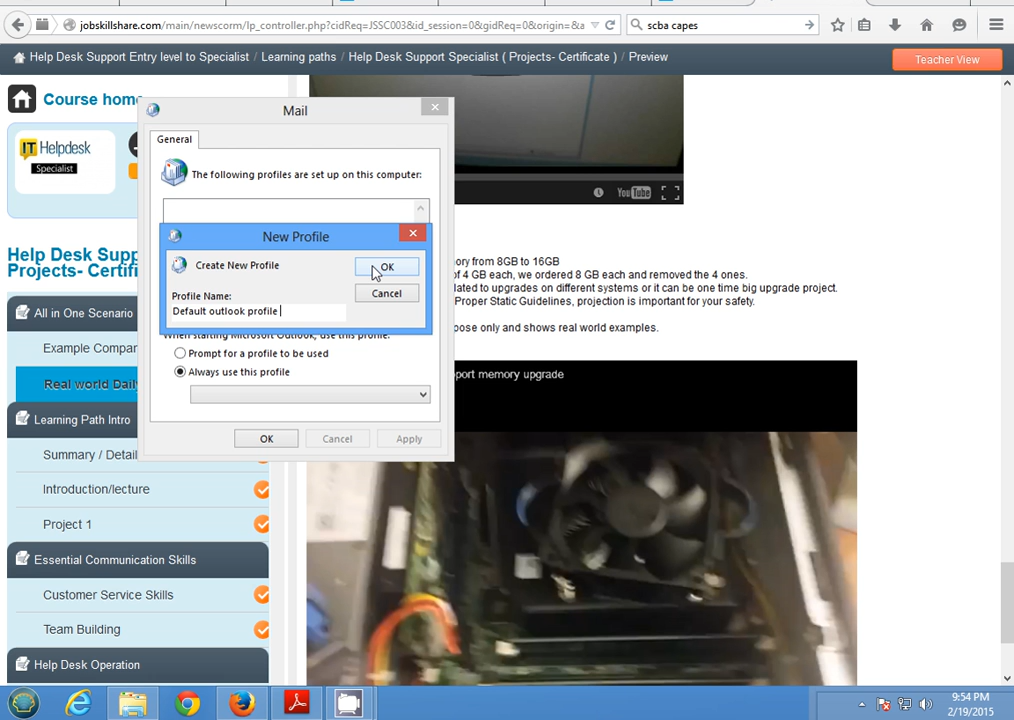 jobskillshare.com/main/newscorm/lp_controller.php?cidReq=JSSC003&id_session=0&gidReq=0&origin=&a
scba capes
Help Desk Support Entry level to Specialist / Learning paths / Help Desk Support Specialist ( Projects- Certificate ) / Preview
Teacher View
Course hom
IT Helpdesk
Specialist
Help Desk Supp
Projects- Certifi
All in One Scenario
Example Compar
Real world Daily
Learning Path Intro
Summary / Detail
Introduction/lecture
Project 1
Essential Communication Skills
Customer Service Skills
Team Building
Help Desk Operation
Mail
General
The following profiles are set up on this computer:
New Profile
Create New Profile
OK
Cancel
Profile Name:
Default outlook profile
When starting Microsoft Outlook, use this profile:
Prompt for a profile to be used
Always use this profile
OK
Cancel
Apply
YouTube
ory from 8GB to 16GB
of 4 GB each, we ordered 8 GB each and removed the 4 ones.
lated to upgrades on different systems or it can be one time big upgrade project.
Proper Static Guidelines, projection is important for your safety.
pose only and shows real world examples.
port memory upgrade
9:54 PM
2/19/2015